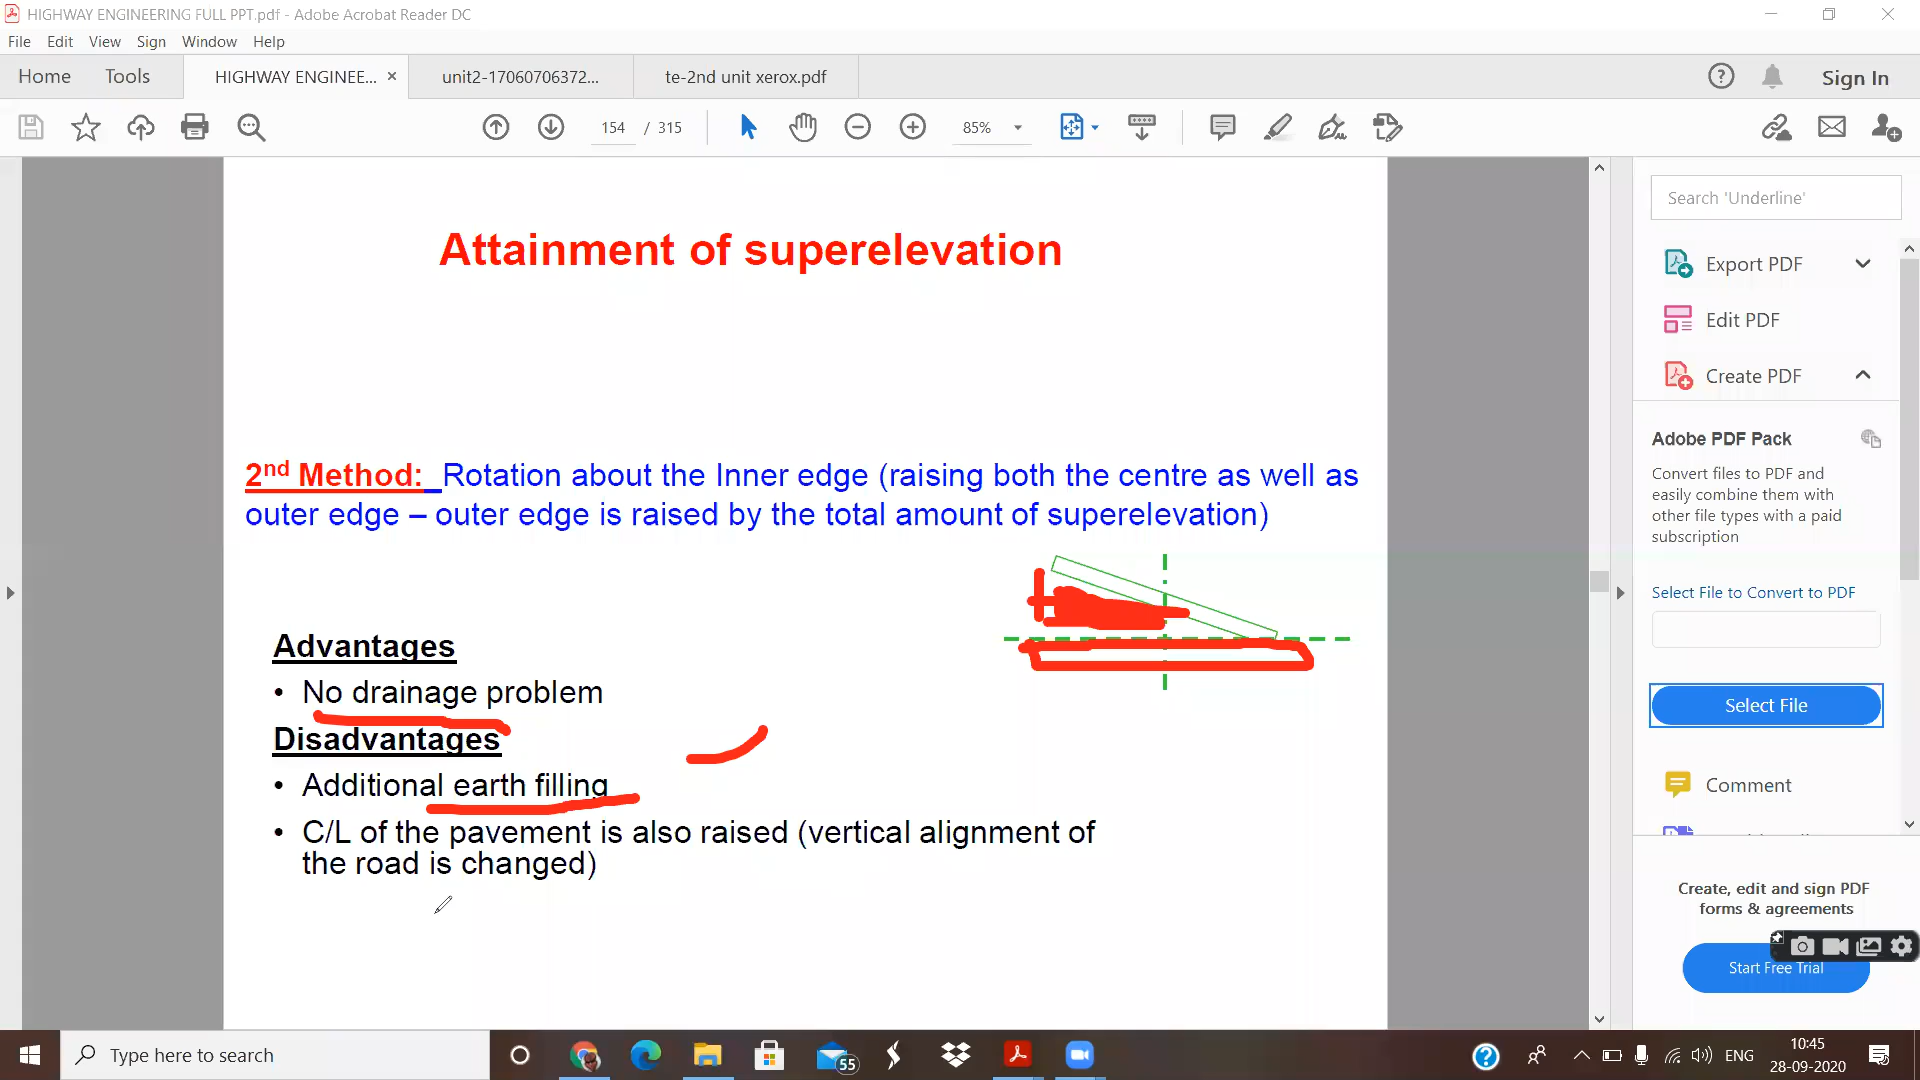 HIGHWAY ENGINEERING FULL PPT.pdf - Adobe Acrobat Reader DC
File Edit View Sign Window Help
Home Tools HIGHWAY ENGINEE... × unit2-17060706372... te-2nd unit xerox.pdf Sign In
154 / 315 85%
Attainment of superelevation
2nd Method: Rotation about the Inner edge (raising both the centre as well as
outer edge – outer edge is raised by the total amount of superelevation)
Advantages
• No drainage problem
Disadvantages
• Additional earth filling
• C/L of the pavement is also raised (vertical alignment of
the road is changed)
Search 'Underline'
Export PDF
Edit PDF
Create PDF
Adobe PDF Pack
Convert files to PDF and
easily combine them with
other file types with a paid
subscription
Select File to Convert to PDF
Select File
Comment
Create, edit and sign PDF
forms & agreements
Start Free Trial
Type here to search
55
ENG
10:45
28-09-2020